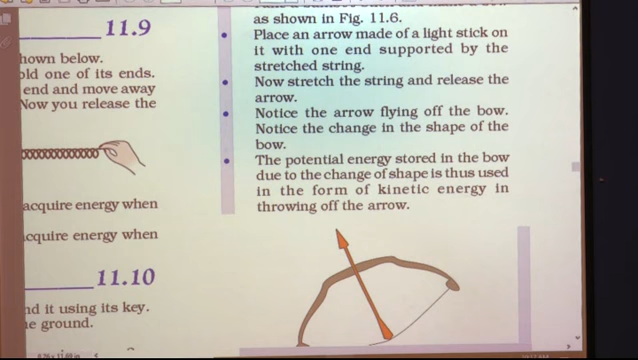 11.9
hown below.
old one of its ends.
end and move away
Now you release the
acquire energy when
cquire energy when
11.10
nd it using its key.
e ground.
as shown in Fig. 11.6.
• Place an arrow made of a light stick on
it with one end supported by the
stretched string.
• Now stretch the string and release the
arrow.
• Notice the arrow flying off the bow.
Notice the change in the shape of the
bow.
• The potential energy stored in the bow
due to the change of shape is thus used
in the form of kinetic energy in
throwing off the arrow.